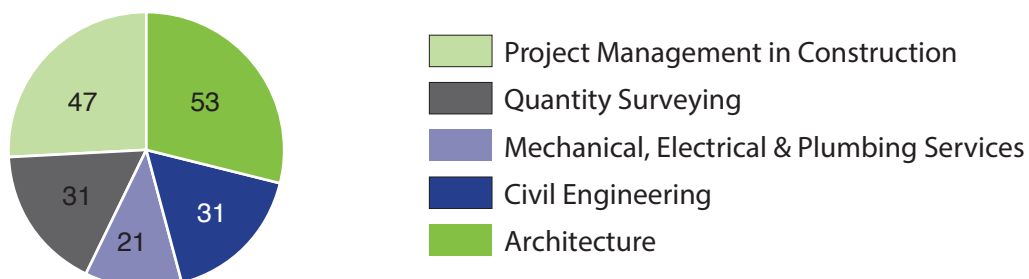 47
53
31
31
21
Project Management in Construction
Quantity Surveying
Mechanical, Electrical & Plumbing Services
Civil Engineering
Architecture